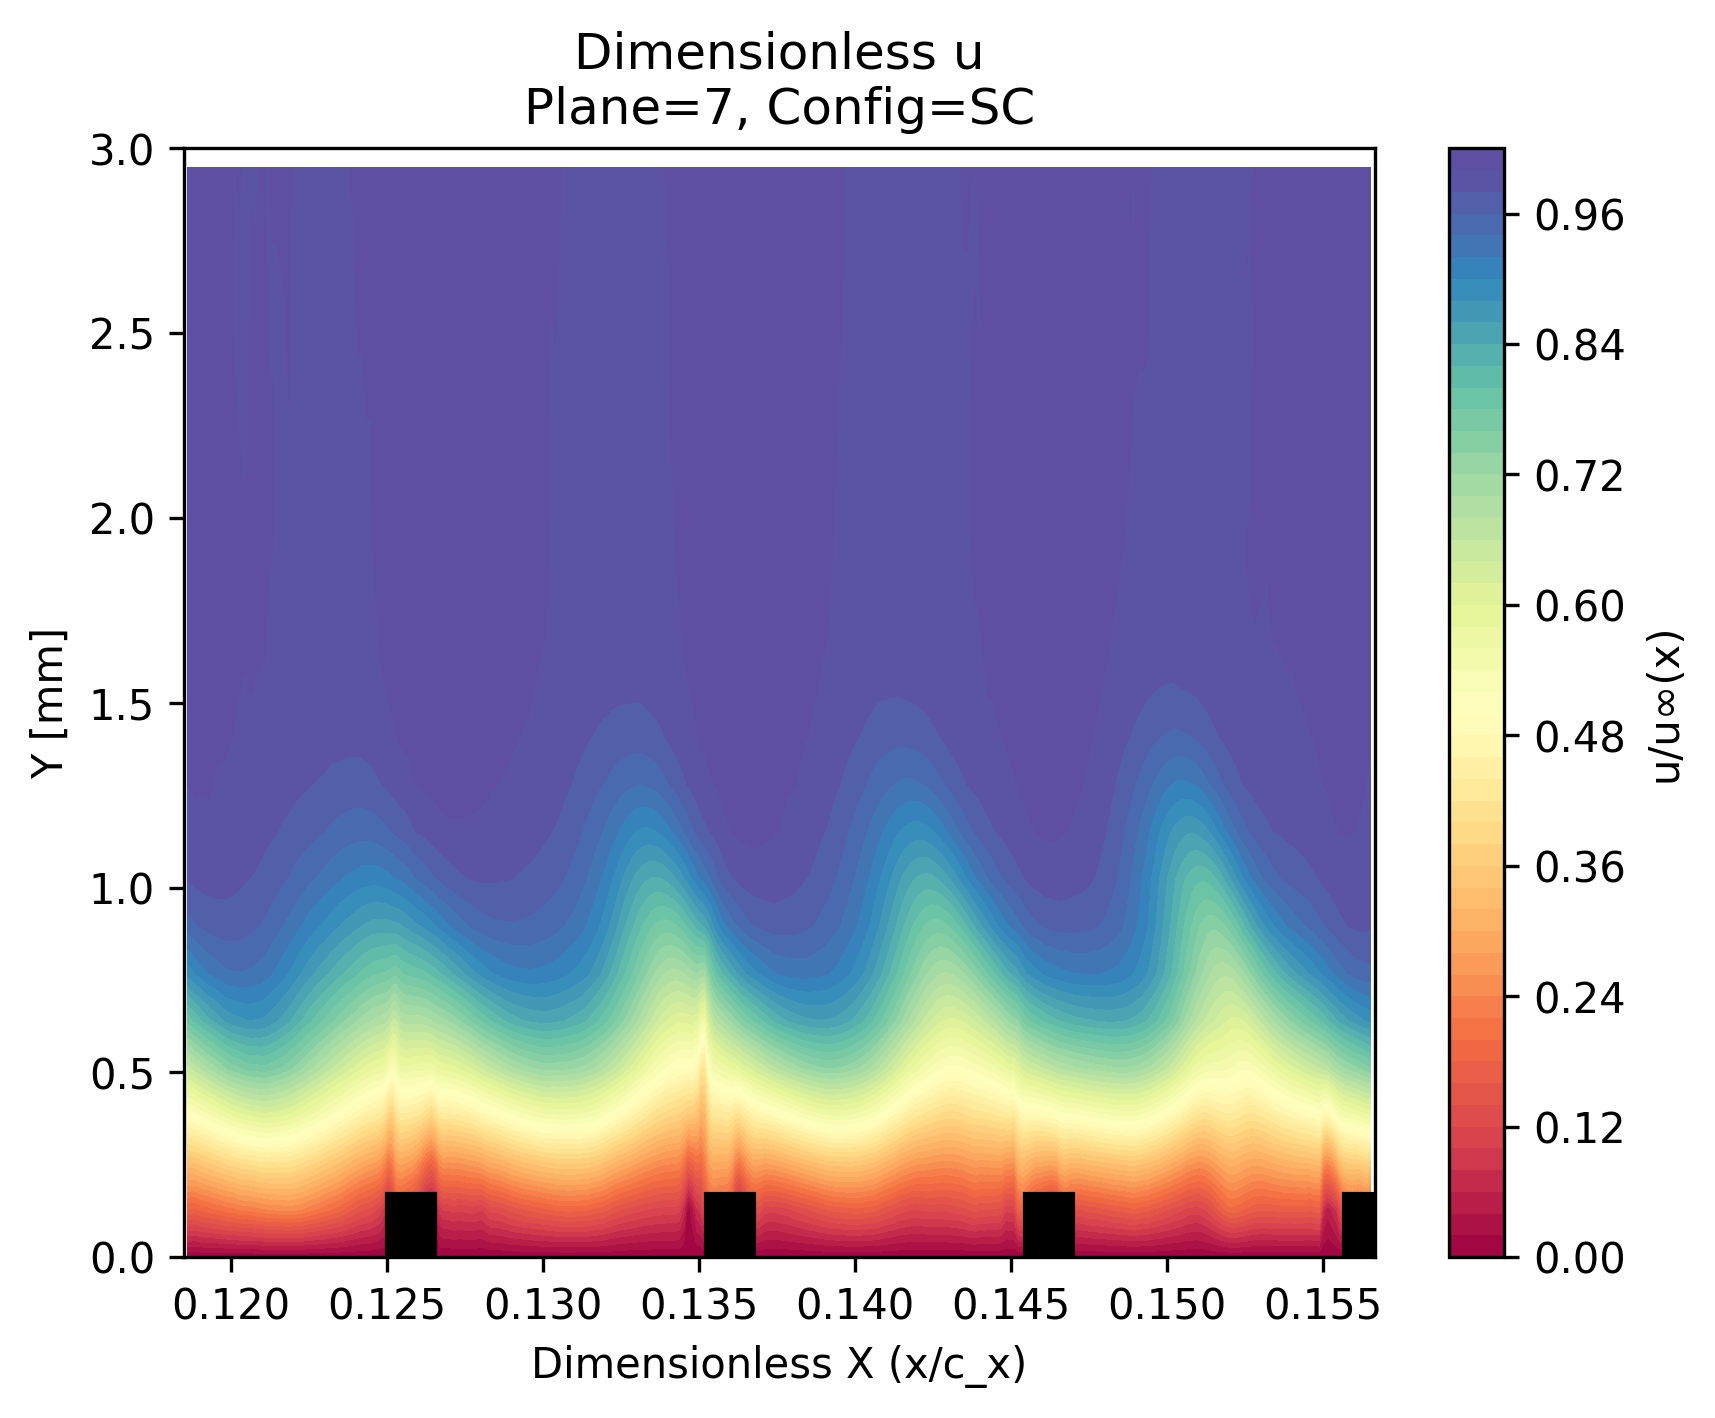 Dimensionless u
Plane=7, Config=SC
3.0
2.5
2.0
1.5
1.0
0.5
0.0
Y [mm]
0.120 0.125 0.130 0.135 0.140 0.145 0.150 0.155
Dimensionless X (x/c_x)
0.96
0.84
0.72
0.60
0.48
0.36
0.24
0.12
0.00
u/u∞(x)